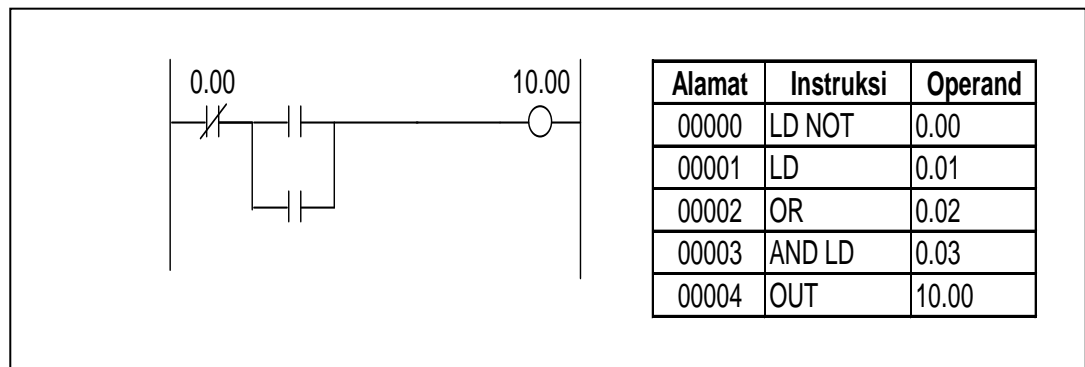 0.00 10.00
Alamat Instruksi Operand
00000 LD NOT 0.00
00001 LD 0.01
00002 OR 0.02
00003 AND LD 0.03
00004 OUT 10.00